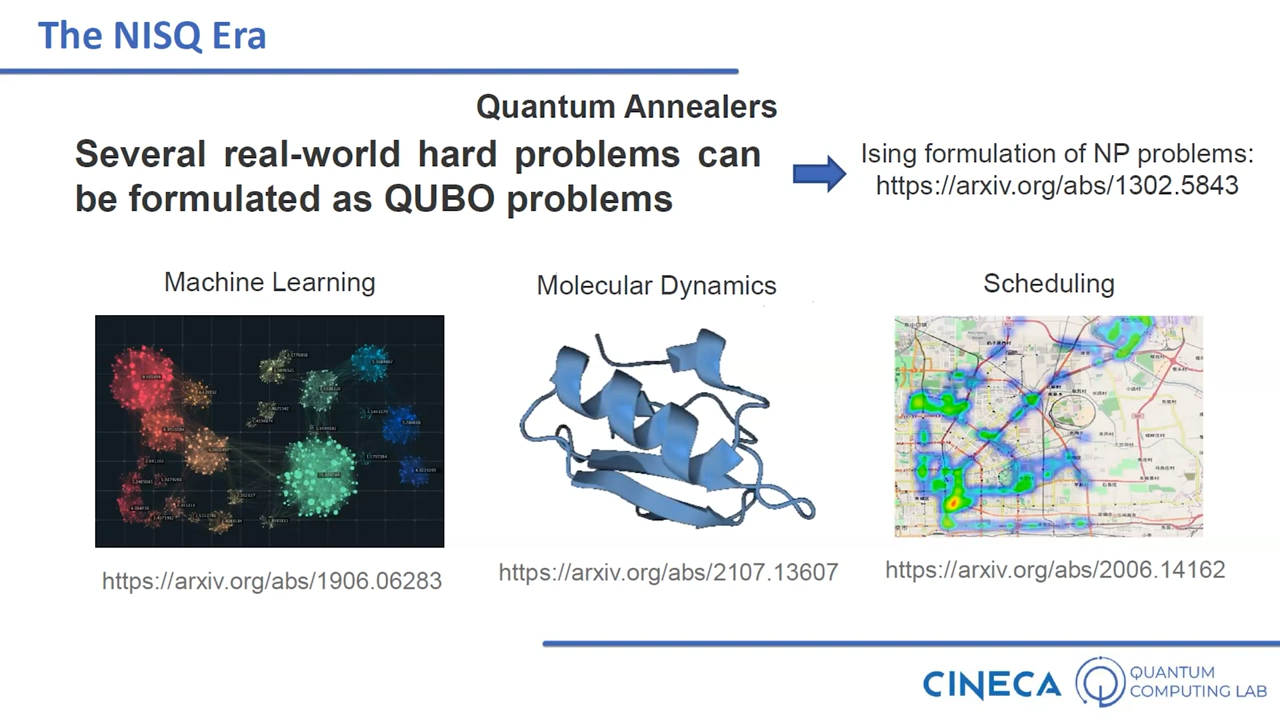 The NISQ Era
Quantum Annealers
Several real-world hard problems can
be formulated as QUBO problems
Ising formulation of NP problems:
https://arxiv.org/abs/1302.5843
Machine Learning
Molecular Dynamics
Scheduling
https://arxiv.org/abs/1906.06283
https://arxiv.org/abs/2107.13607
https://arxiv.org/abs/2006.14162
CINECA
QUANTUM
COMPUTING LAB